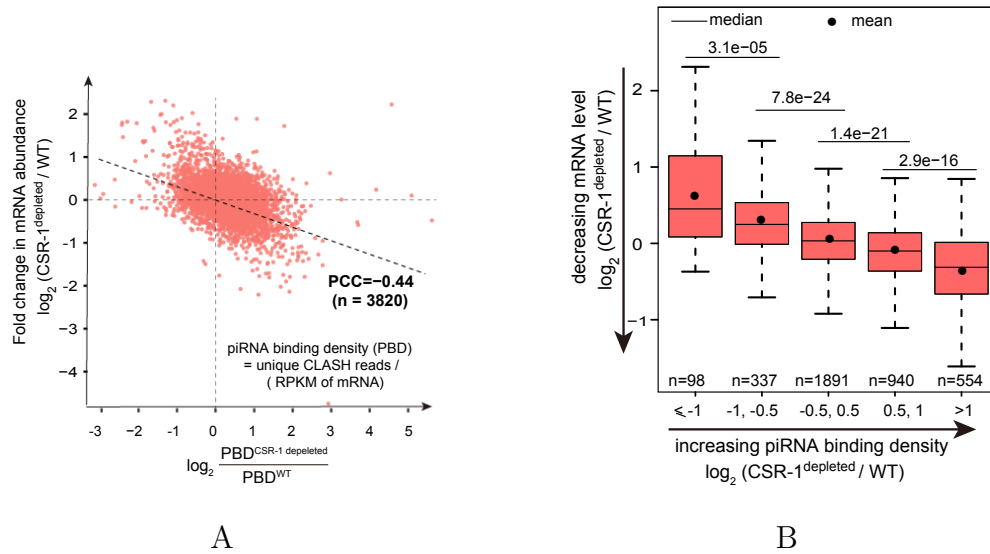 Fold change in mRNA abundance
log2 (CSR-1depleted / WT)
2
1
0
−1
−2
−3
−4
PCC=−0.44
(n = 3820)
piRNA binding density (PBD)
= unique CLASH reads /
( RPKM of mRNA)
-3 -2 -1 0 1 2 3 4 5
log2 PBDCSR-1 depleted
PBDWT
A
median mean
3.1e−05
7.8e−24
1.4e−21
2.9e−16
decreasing mRNA level
log2 (CSR-1depleted / WT)
2
1
0
−1
n=98 n=337 n=1891 n=940 n=554
⩽-1 -1, -0.5 -0.5, 0.5 0.5, 1 >1
increasing piRNA binding density
log2 (CSR-1depleted / WT)
B